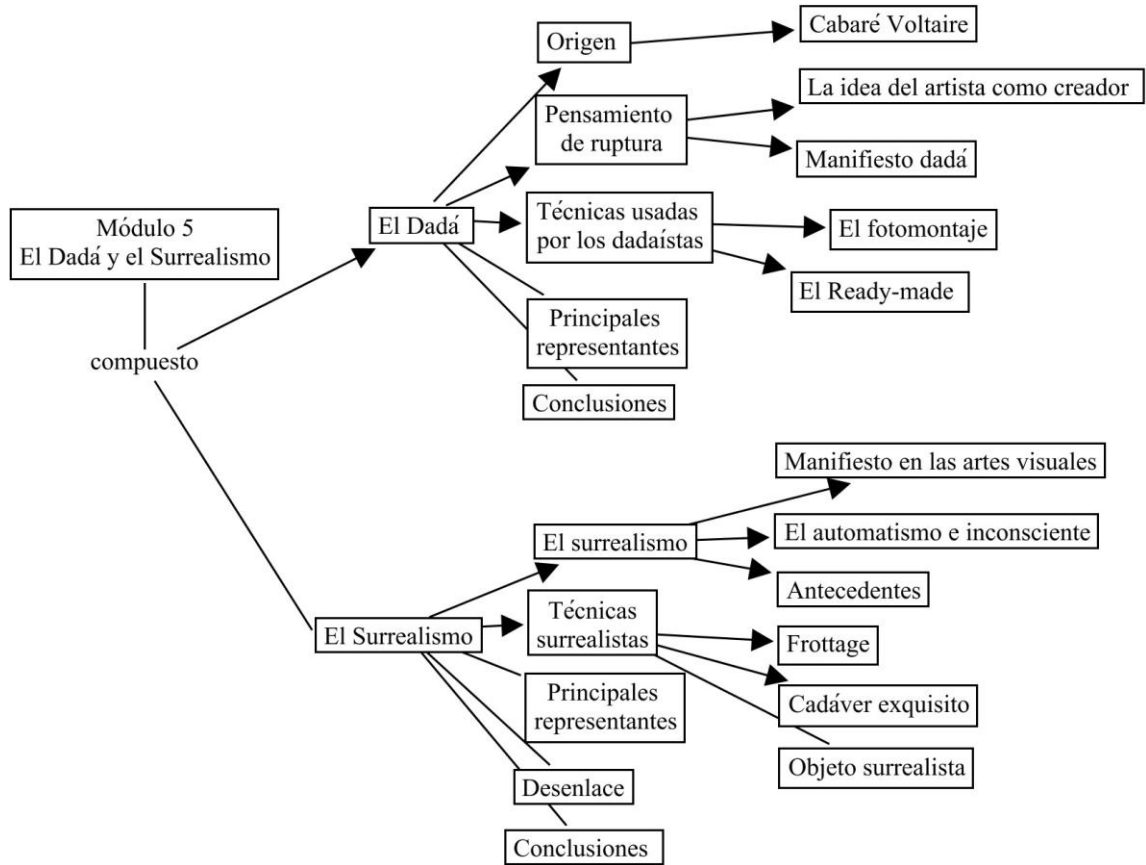 Módulo 5
El Dadá y el Surrealismo
compuesto
El Dadá
Origen
Cabaré Voltaire
Pensamiento
de ruptura
La idea del artista como creador
Manifiesto dadá
Técnicas usadas
por los dadaístas
El fotomontaje
El Ready-made
Principales
representantes
Conclusiones
El Surrealismo
El surrealismo
Manifiesto en las artes visuales
El automatismo e inconsciente
Antecedentes
Técnicas
surrealistas
Frottage
Cadáver exquisito
Objeto surrealista
Principales
representantes
Desenlace
Conclusiones